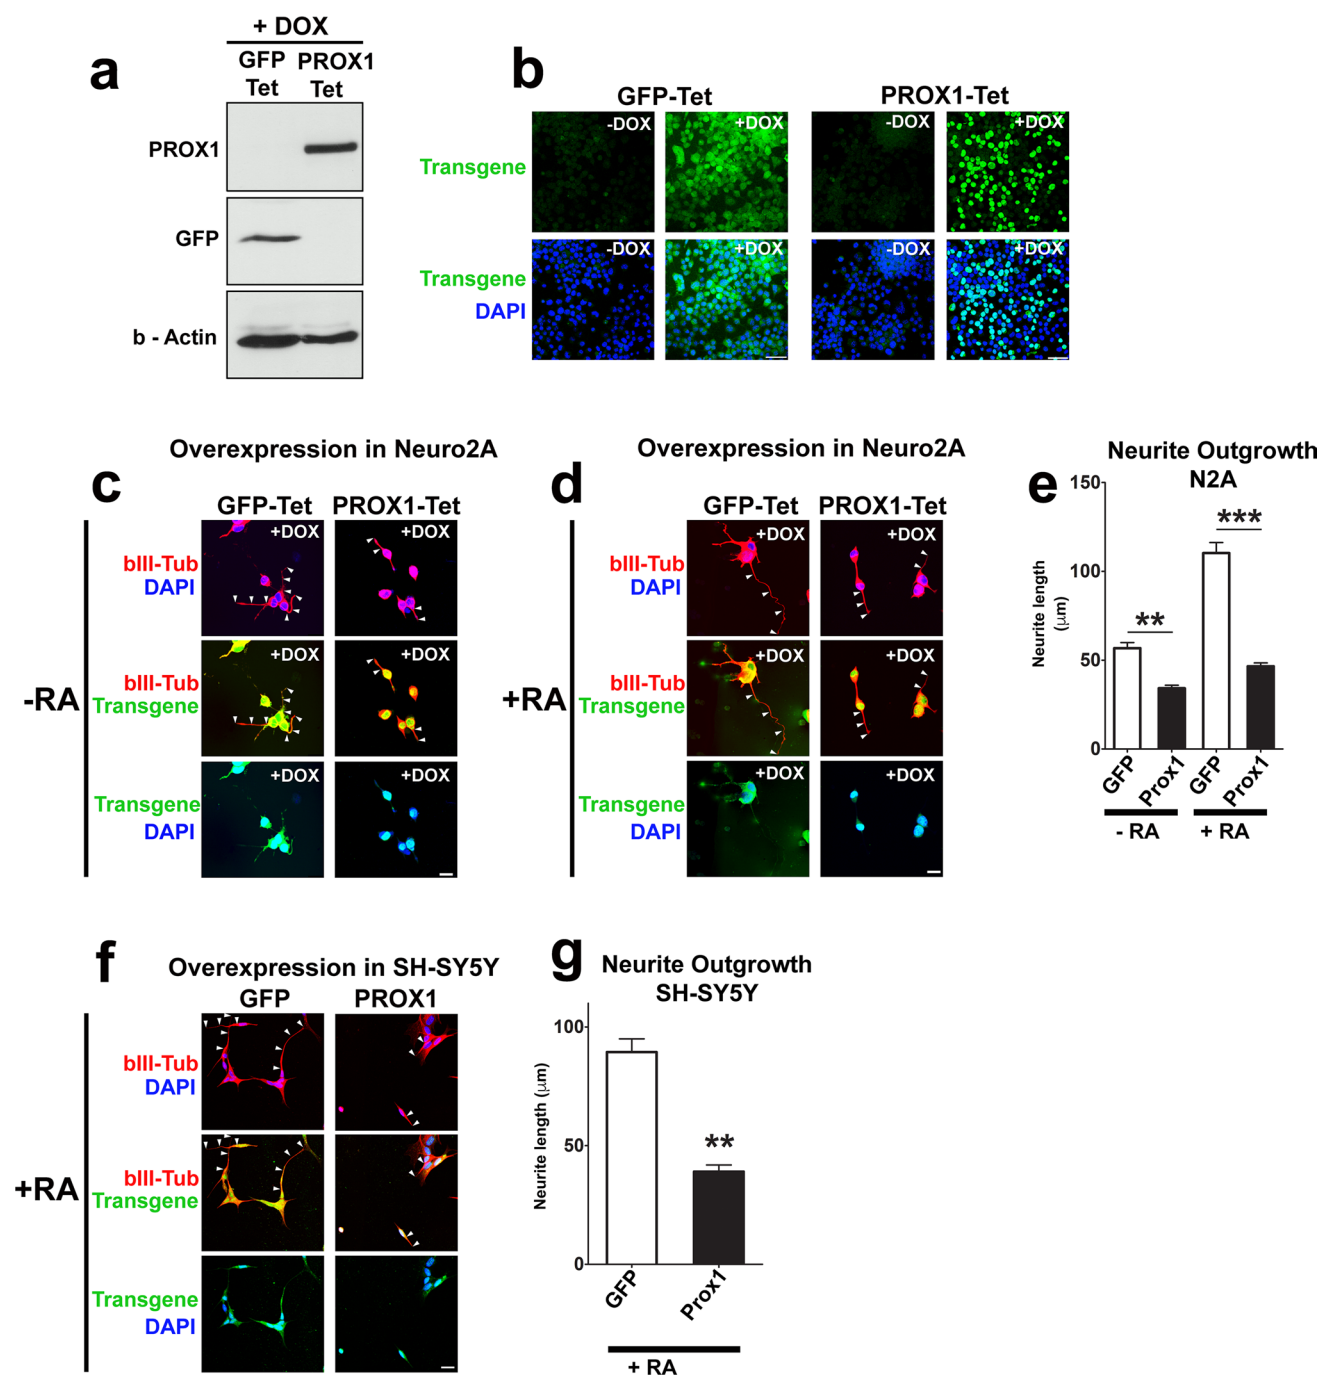 a
+ DOX
GFP PROX1
Tet Tet
PROX1
GFP
b - Actin
b
GFP-Tet PROX1-Tet
-DOX +DOX -DOX +DOX
Transgene
-DOX +DOX -DOX +DOX
Transgene
DAPI
Overexpression in Neuro2A
c
GFP-Tet PROX1-Tet
-RA
+DOX +DOX
bIII-Tub
DAPI
+DOX +DOX
bIII-Tub
Transgene
+DOX +DOX
Transgene
DAPI
Overexpression in Neuro2A
d
GFP-Tet PROX1-Tet
+RA
+DOX +DOX
bIII-Tub
DAPI
+DOX +DOX
bIII-Tub
Transgene
+DOX +DOX
Transgene
DAPI
e
Neurite Outgrowth
N2A
Neurite length
(μm)
150
100
50
0
**
***
GFP Prox1 GFP Prox1
- RA + RA
f
Overexpression in SH-SY5Y
GFP PROX1
+RA
bIII-Tub
DAPI
bIII-Tub
Transgene
Transgene
DAPI
g
Neurite Outgrowth
SH-SY5Y
Neurite length (μm)
100
50
0
**
GFP Prox1
+ RA